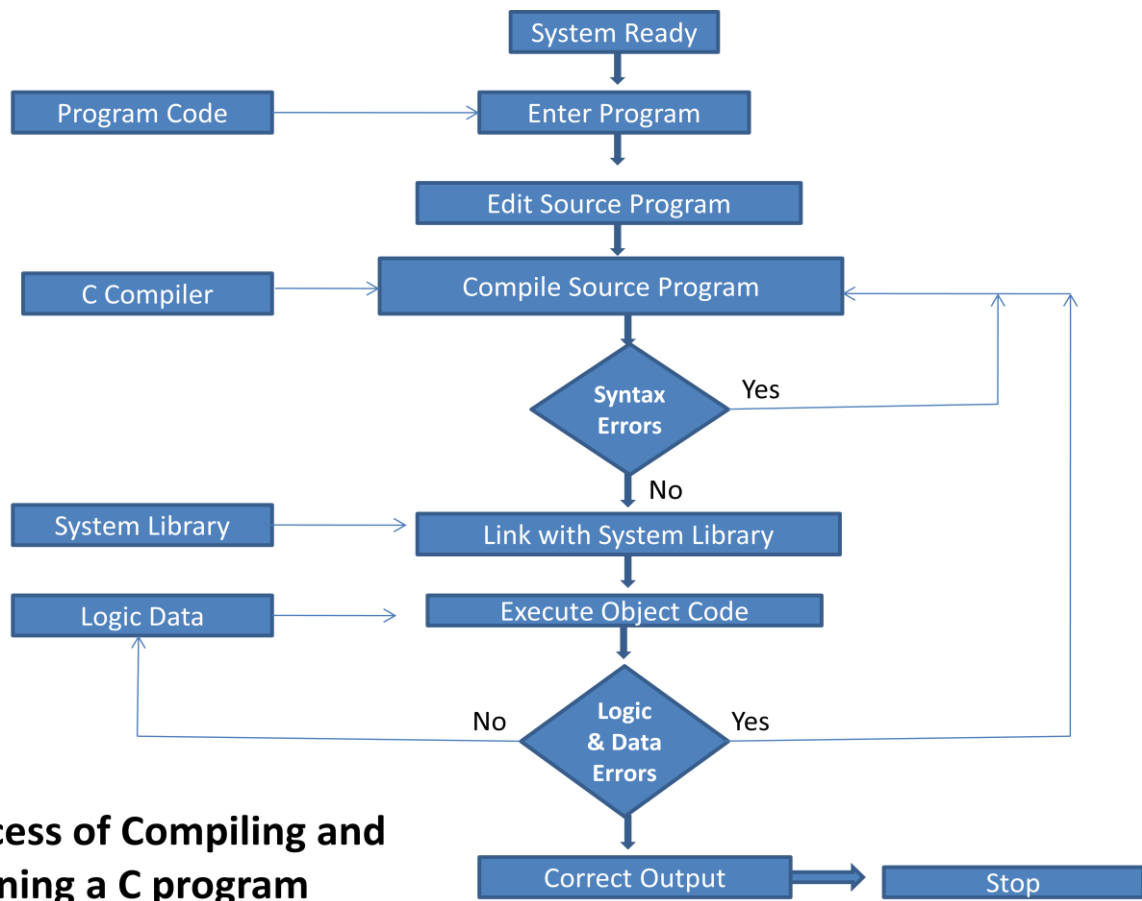 System Ready
Program Code
Enter Program
Edit Source Program
C Compiler
Compile Source Program
Syntax
Errors
Yes
No
System Library
Link with System Library
Logic Data
Execute Object Code
No
Logic
& Data
Errors
Yes
cess of Compiling and
ning a C program
Correct Output
Stop